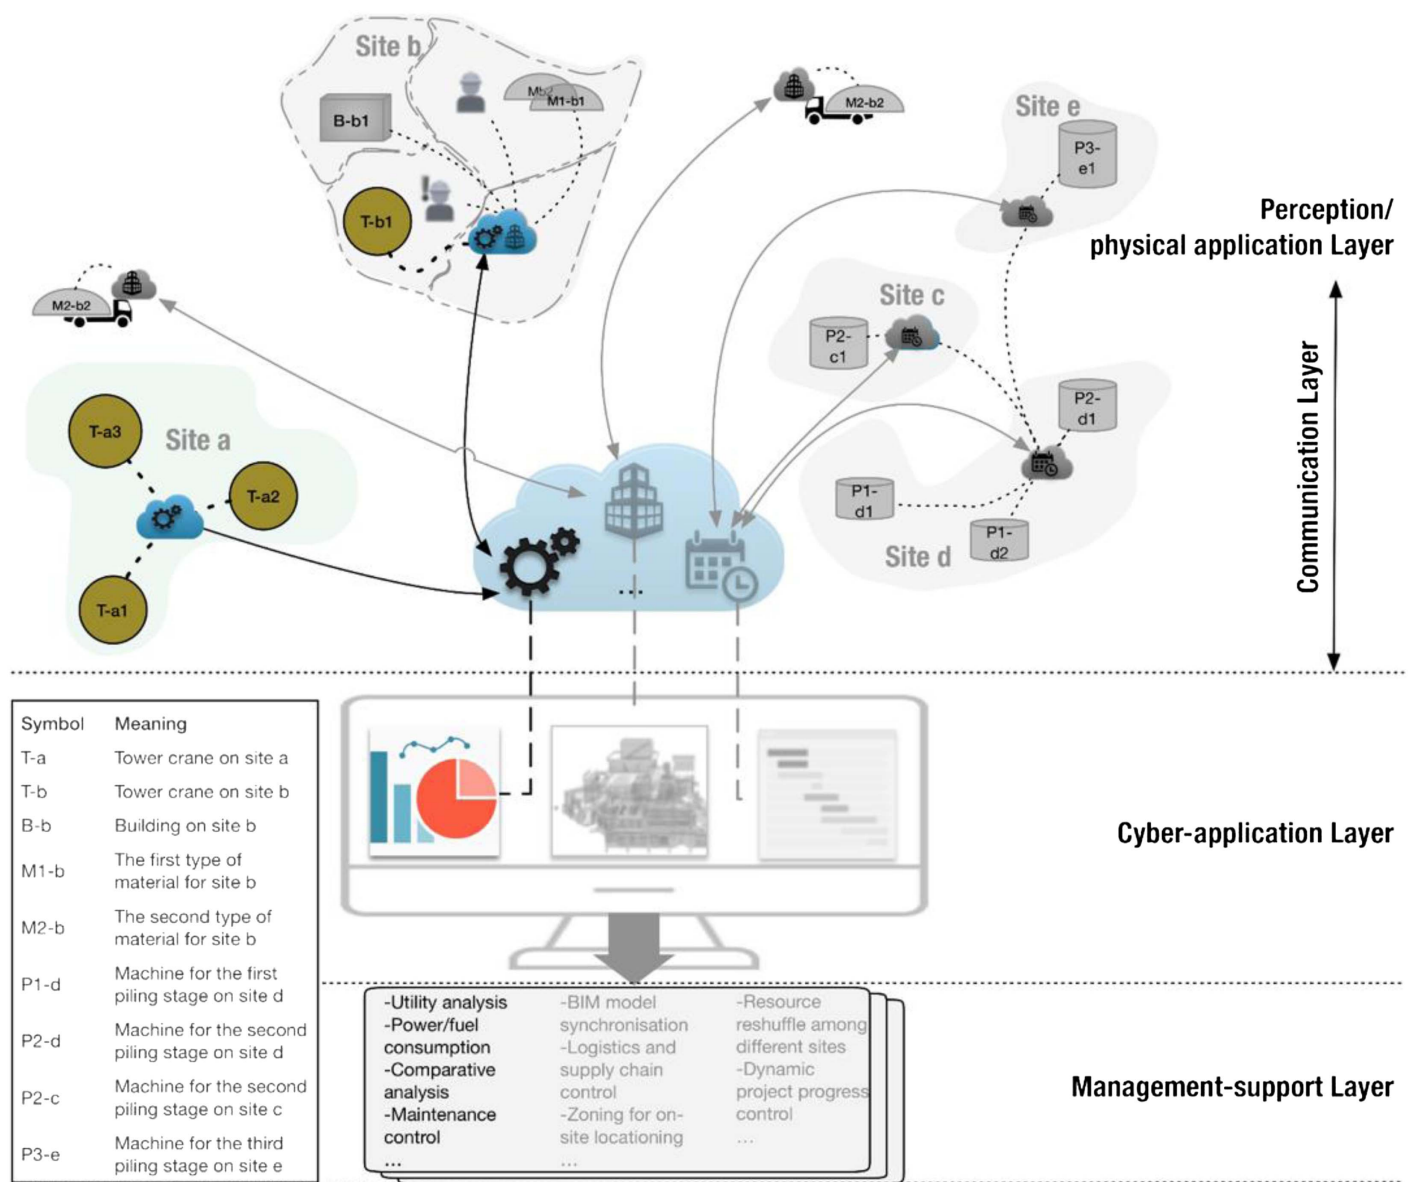 Site b
B-b1
Mb2
M1-b1
T-b1
M2-b2
Site e
P3-
e1
Perception/
physical application Layer
M2-b2
Site c
P2-
c1
Communication Layer
T-a3
Site a
T-a2
T-a1
P2-
d1
P1-
d1
P1-
d2
Site d
...
Symbol Meaning
T-a Tower crane on site a
T-b Tower crane on site b
B-b Building on site b
M1-b The first type of
material for site b
M2-b The second type of
material for site b
P1-d Machine for the first
piling stage on site d
P2-d Machine for the second
piling stage on site d
P2-c Machine for the second
piling stage on site c
P3-e Machine for the third
piling stage on site e
Cyber-application Layer
-Utility analysis
-Power/fuel
consumption
-Comparative
analysis
-Maintenance
control
...
-BIM model
synchronisation
-Logistics and
supply chain
control
-Zoning for on-
site locationing
...
-Resource
reshuffle among
different sites
-Dynamic
project progress
control
...
Management-support Layer